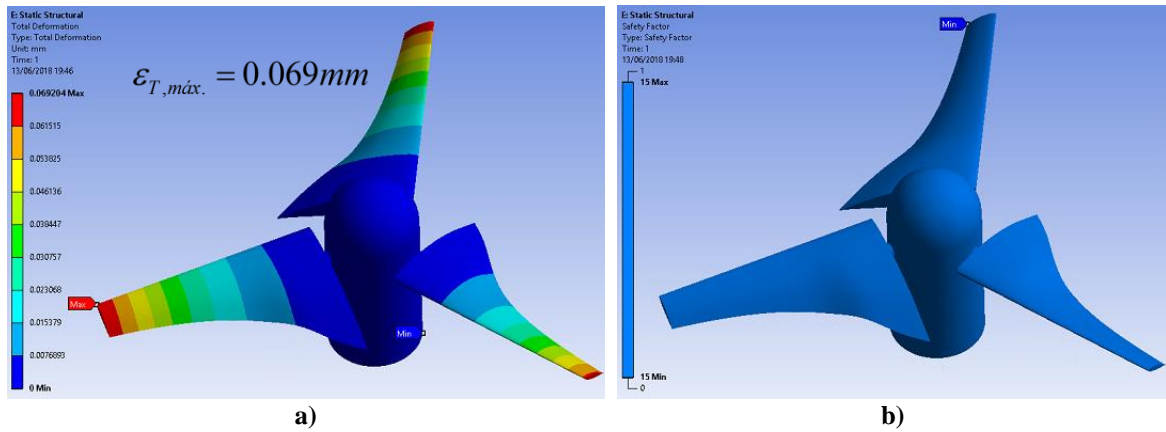 E: Static Structural
Total Deformation
Type: Total Deformation
Unit: mm
Time: 1
13/06/2018 19:46
εT,máx. = 0.069mm
0.069204 Max
0.061515
0.053825
0.046136
0.038447
0.030757
0.023068
0.015379
0.0076893
0 Min
Max
Min
a)
E: Static Structural
Safety Factor
Type: Safety Factor
Time: 1
13/06/2018 19:48
1
15 Max
15 Min
0
Min
b)